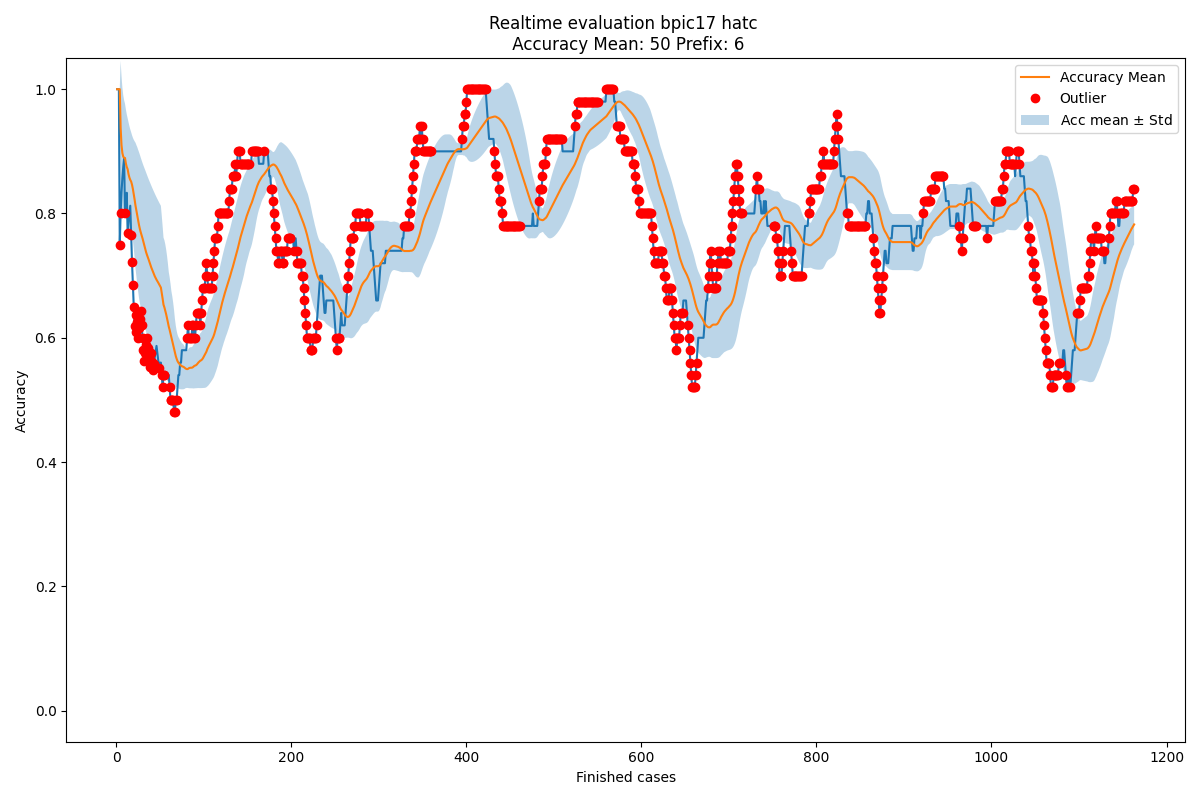 Realtime evaluation bpic17 hatc
Accuracy Mean: 50 Prefix: 6
Accuracy Mean
Outlier
Acc mean ± Std
Accuracy
1.0
0.8
0.6
0.4
0.2
0.0
0 200 400 600 800 1000 1200
Finished cases